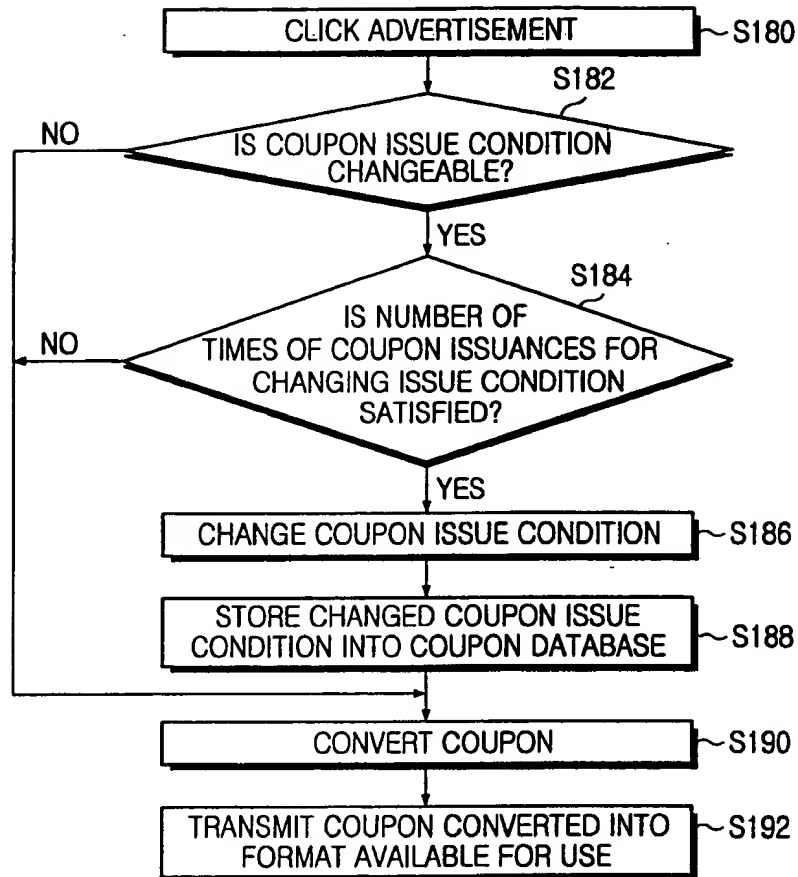 CLICK ADVERTISEMENT
S180
S182
NO
IS COUPON ISSUE CONDITION
CHANGEABLE?
YES
S184
NO
IS NUMBER OF
TIMES OF COUPON ISSUANCES FOR
CHANGING ISSUE CONDITION
SATISFIED?
YES
CHANGE COUPON ISSUE CONDITION
S186
STORE CHANGED COUPON ISSUE
CONDITION INTO COUPON DATABASE
S188
CONVERT COUPON
S190
TRANSMIT COUPON CONVERTED INTO
FORMAT AVAILABLE FOR USE
S192